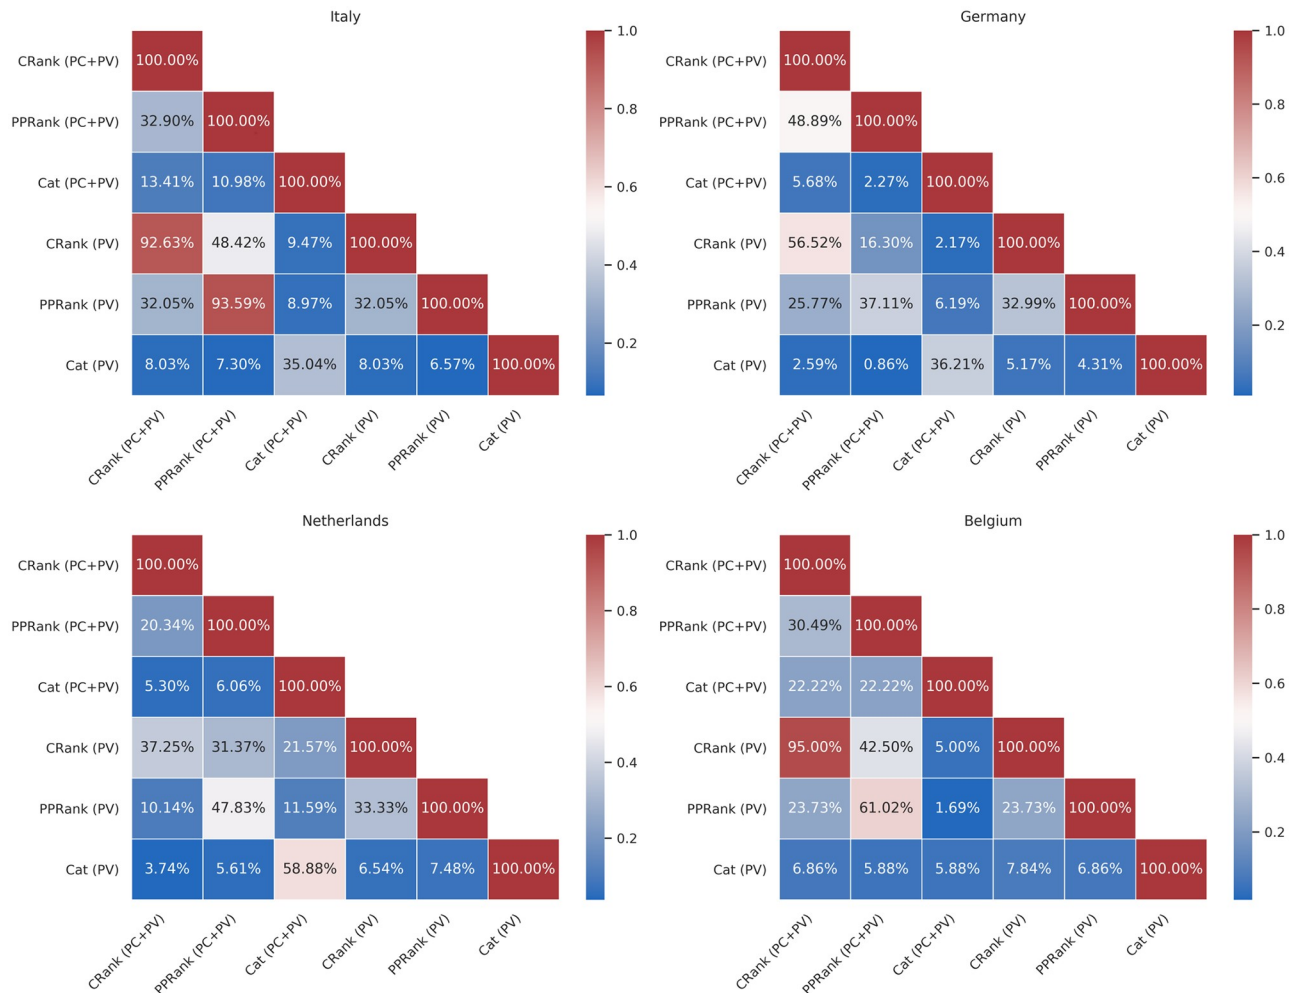 Italy
CRank (PC+PV) 100.00% 1.0
PPRank (PC+PV) 32.90% 100.00% 0.8
Cat (PC+PV) 13.41% 10.98% 100.00% 0.6
CRank (PV) 92.63% 48.42% 9.47% 100.00% 0.4
PPRank (PV) 32.05% 93.59% 8.97% 32.05% 100.00% 0.2
Cat (PV) 8.03% 7.30% 35.04% 8.03% 6.57% 100.00%
CRank (PC+PV) PPRank (PC+PV) Cat (PC+PV) CRank (PV) PPRank (PV) Cat (PV)
Germany
CRank (PC+PV) 100.00% 1.0
PPRank (PC+PV) 48.89% 100.00% 0.8
Cat (PC+PV) 5.68% 2.27% 100.00% 0.6
CRank (PV) 56.52% 16.30% 2.17% 100.00% 0.4
PPRank (PV) 25.77% 37.11% 6.19% 32.99% 100.00% 0.2
Cat (PV) 2.59% 0.86% 36.21% 5.17% 4.31% 100.00%
CRank (PC+PV) PPRank (PC+PV) Cat (PC+PV) CRank (PV) PPRank (PV) Cat (PV)
Netherlands
CRank (PC+PV) 100.00% 1.0
PPRank (PC+PV) 20.34% 100.00% 0.8
Cat (PC+PV) 5.30% 6.06% 100.00% 0.6
CRank (PV) 37.25% 31.37% 21.57% 100.00% 0.4
PPRank (PV) 10.14% 47.83% 11.59% 33.33% 100.00% 0.2
Cat (PV) 3.74% 5.61% 58.88% 6.54% 7.48% 100.00%
CRank (PC+PV) PPRank (PC+PV) Cat (PC+PV) CRank (PV) PPRank (PV) Cat (PV)
Belgium
CRank (PC+PV) 100.00% 1.0
PPRank (PC+PV) 30.49% 100.00% 0.8
Cat (PC+PV) 22.22% 22.22% 100.00% 0.6
CRank (PV) 95.00% 42.50% 5.00% 100.00% 0.4
PPRank (PV) 23.73% 61.02% 1.69% 23.73% 100.00% 0.2
Cat (PV) 6.86% 5.88% 5.88% 7.84% 6.86% 100.00%
CRank (PC+PV) PPRank (PC+PV) Cat (PC+PV) CRank (PV) PPRank (PV) Cat (PV)